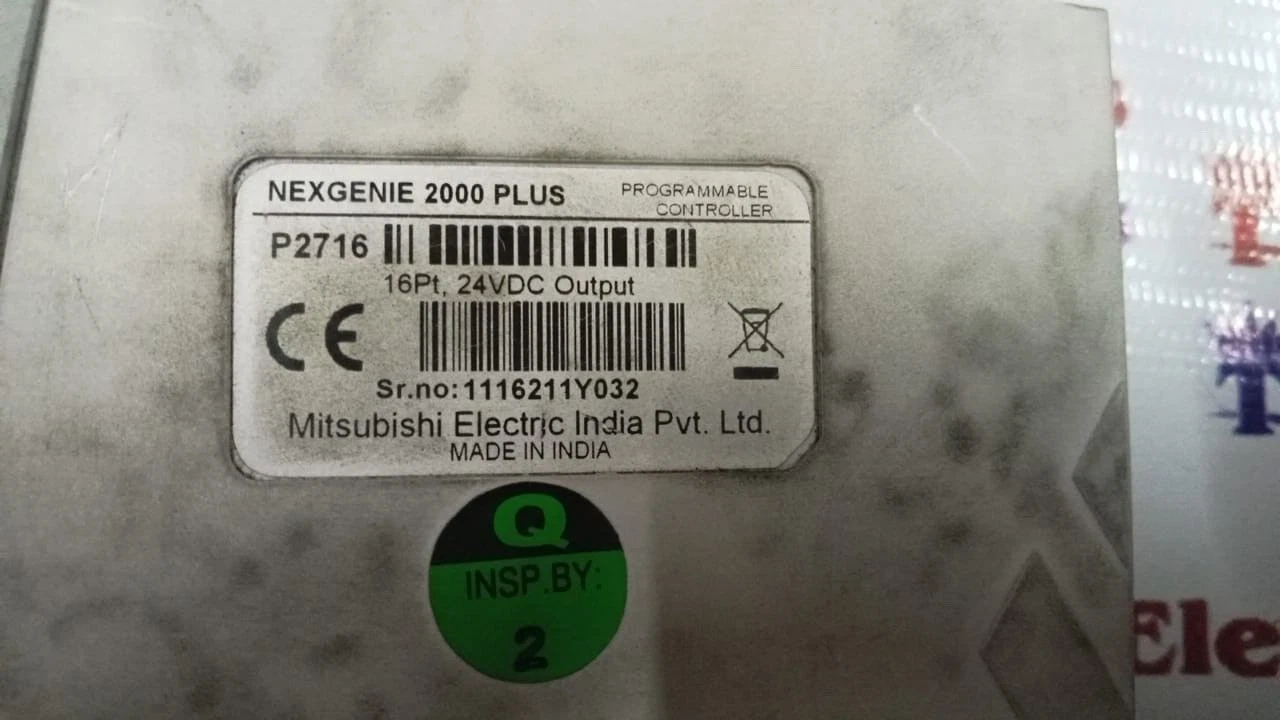 NEXGENIE 2000 PLUS
PROGRAMMABLE
CONTROLLER
P2716
16Pt, 24VDC Output
CE
Sr.no:1116211Y032
Mitsubishi Electric India Pvt. Ltd.
MADE IN INDIA
Q
INSP.BY:
2
Ele